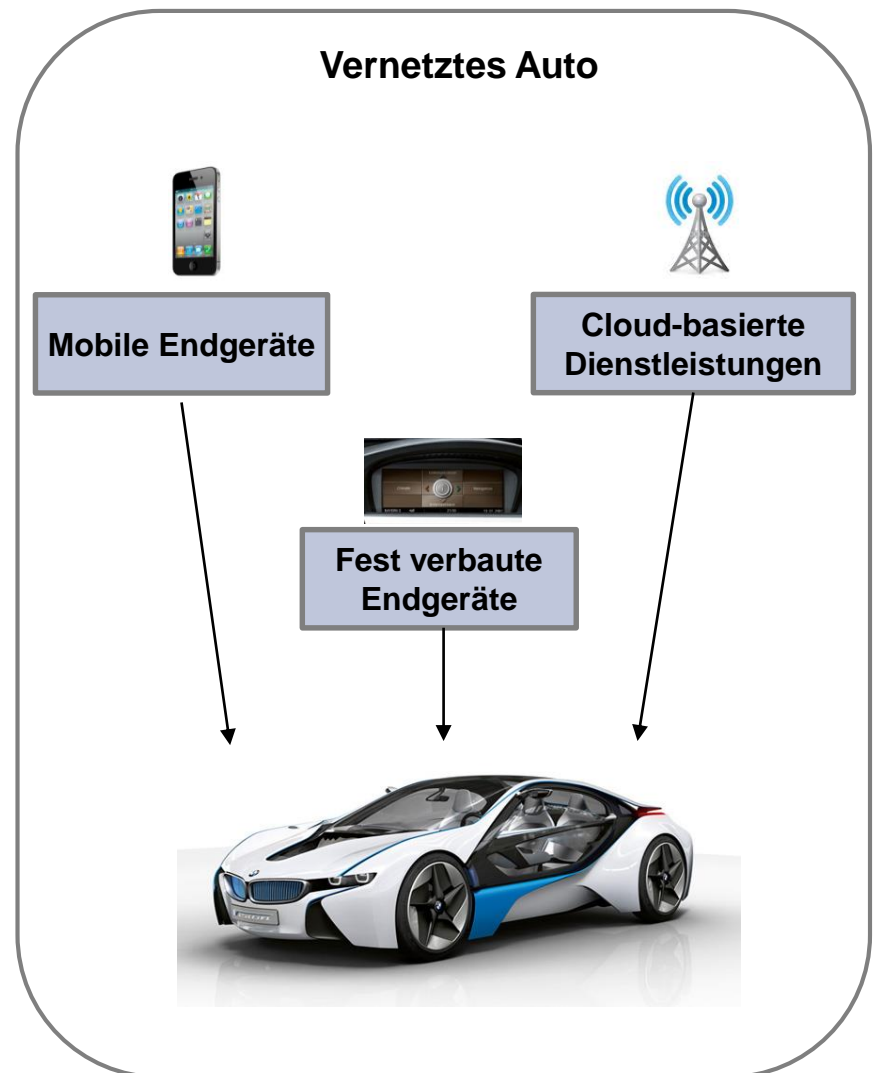 Vernetztes Auto
Mobile Endgeräte
Cloud-basierte
Dienstleistungen
Fest verbaute
Endgeräte